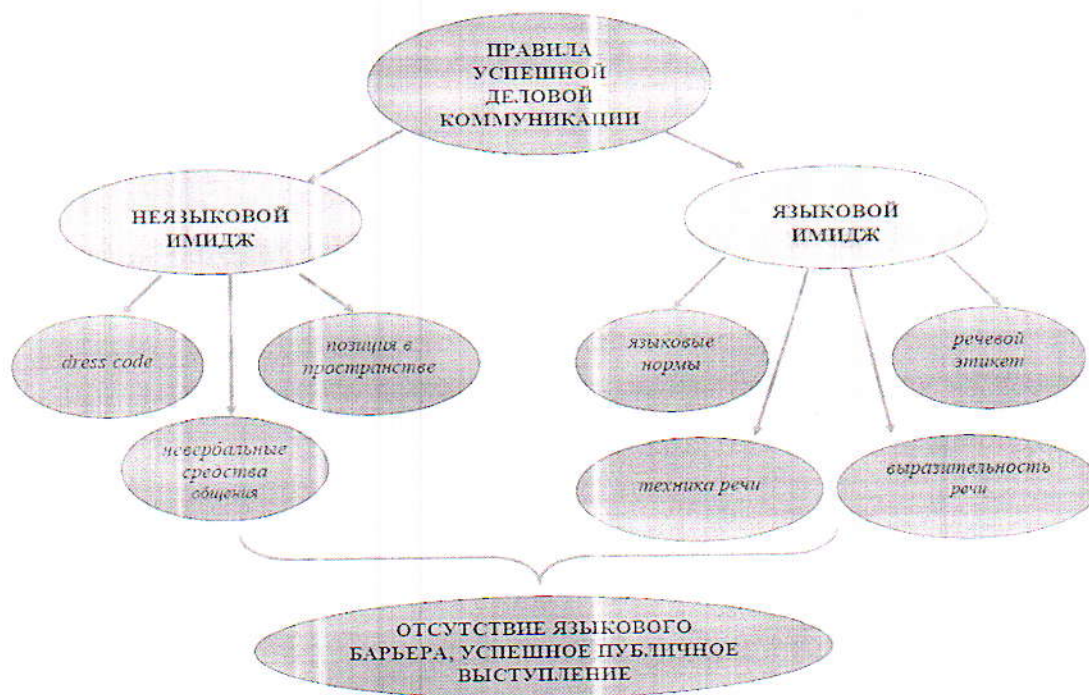 ПРАВИЛА
УСПЕШНОЙ
ДЕЛОВОЙ
КОММУНИКАЦИИ
НЕЯЗЫКОВОЙ
ИМИДЖ
ЯЗЫКОВОЙ
ИМИДЖ
dress code
позиция в
пространстве
невербальные
средства
общения
языковые
нормы
речевой
этикет
техника речи
выразительность
речи
ОТСУТСТВИЕ ЯЗЫКОВОГО
БАРЬЕРА, УСПЕШНОЕ ПУБЛИЧНОЕ
ВЫСТУПЛЕНИЕ